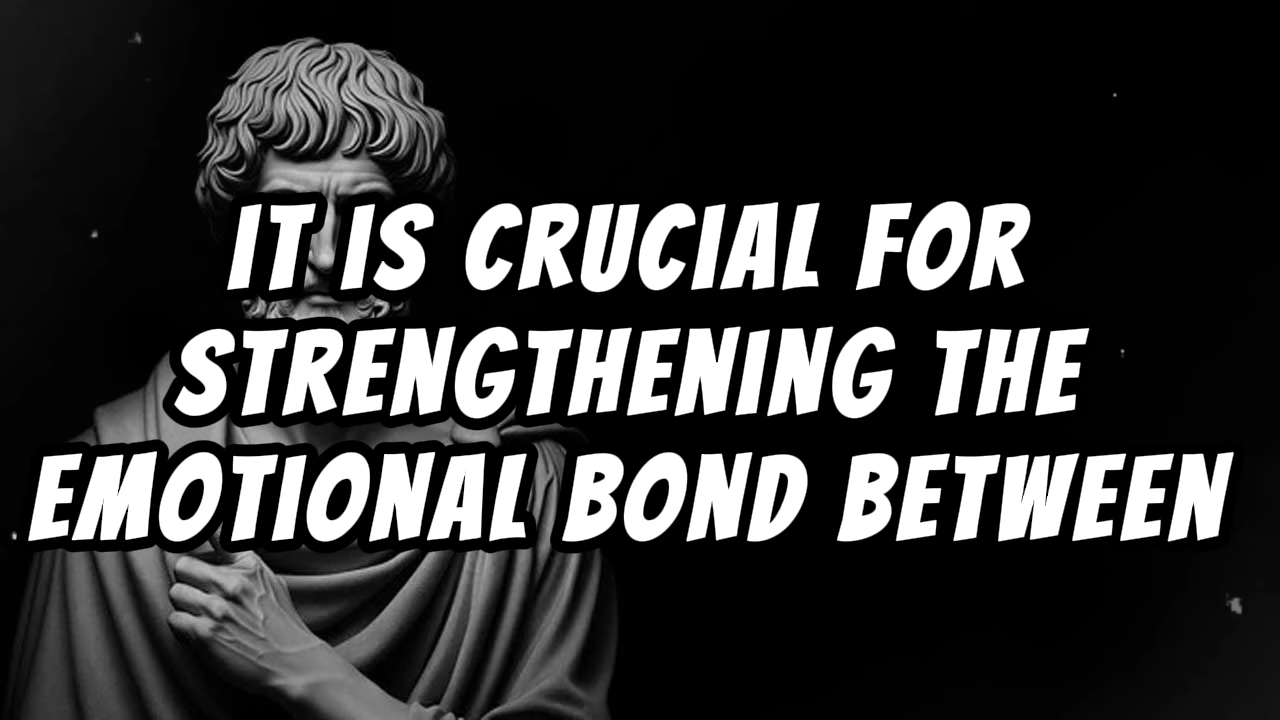 IT IS CRUCIAL FOR
STRENGTHENING THE
EMOTIONAL BOND BETWEEN